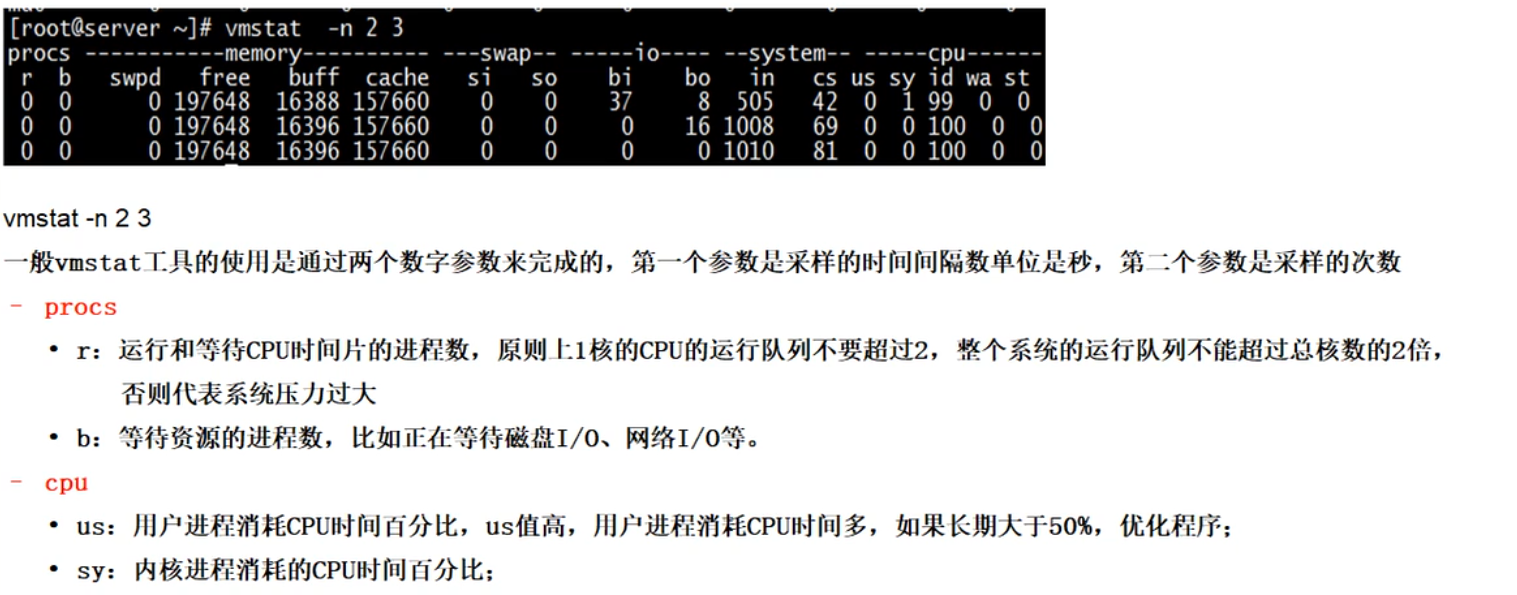 [root@server ~]# vmstat  -n 2 3
procs -----------memory---------- ---swap-- -----io---- --system-- -----cpu------
 r  b   swpd   free   buff  cache   si   so    bi    bo   in   cs us sy id wa st
 0  0      0 197648  16388 157660    0    0    37     8  505   42  0  1 99  0  0
 0  0      0 197648  16396 157660    0    0     0    16 1008   69  0  0 100  0  0
 0  0      0 197648  16396 157660    0    0     0     0 1010   81  0  0 100  0  0
vmstat -n 2 3
一般vmstat工具的使用是通过两个数字参数来完成的，第一个参数是采样的时间间隔数单位是秒，第二个参数是采样的次数
- procs
• r：运行和等待CPU时间片的进程数，原则上1核的CPU的运行队列不要超过2，整个系统的运行队列不能超过总核数的2倍，
否则代表系统压力过大
• b：等待资源的进程数，比如正在等待磁盘I/O、网络I/O等。
- cpu
• us：用户进程消耗CPU时间百分比，us值高，用户进程消耗CPU时间多，如果长期大于50%，优化程序；
• sy：内核进程消耗的CPU时间百分比；